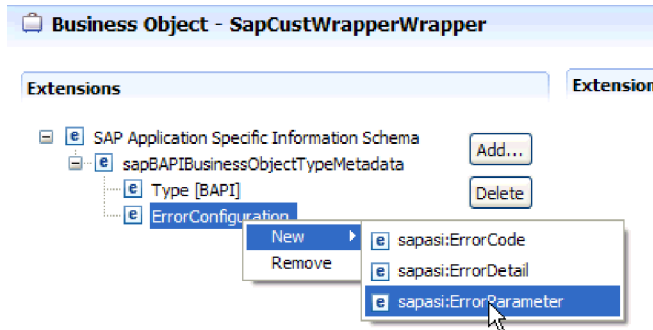 Business Object - SapCustWrapperWrapper
Extensions
Extension
SAP Application Specific Information Schema
Add...
sapBAPIBusinessObjectTypeMetadata
Type [BAPI]
Delete
ErrorConfiguration
New
sapasi:ErrorCode
Remove
sapasi:ErrorDetail
sapasi:ErrorParameter